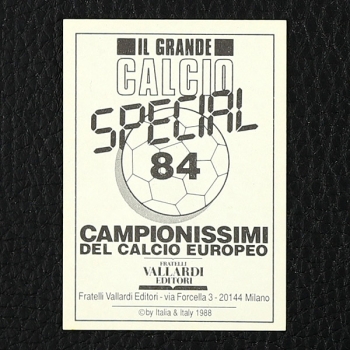 IL GRANDE
CALCIO
SPECIAL
84
CAMPIONISSIMI
DEL CALCIO EUROPEO
FRATELLI
VALLARDI
EDITORI
Fratelli Vallardi Editori - via Forcella 3 - 20144 Milano
© by Italia & Italy 1988